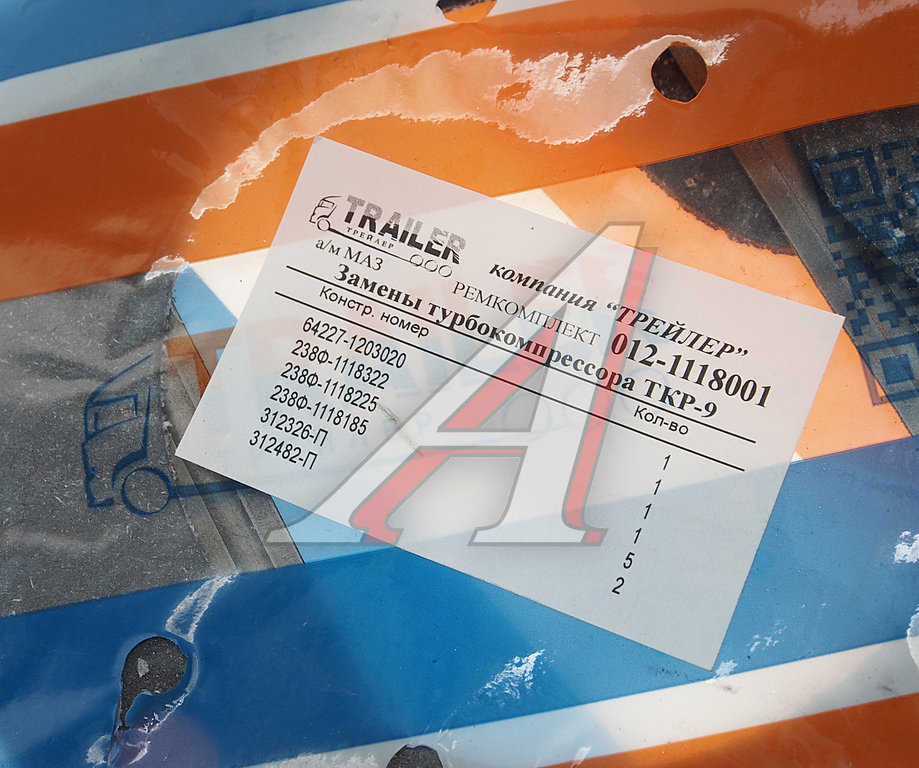 TRAILER
ТРЕЙЛЕР
компания "ТРЕЙЛЕР"
а/м МАЗ
РЕМКОМПЛЕКТ 012-1118001
Замены турбокомпрессора ТКР-9
Констр. номер Кол-во
64227-1203020 1
238Ф-1118322 1
238Ф-1118225 1
238Ф-1118185 1
312326-П 5
312482-П 2